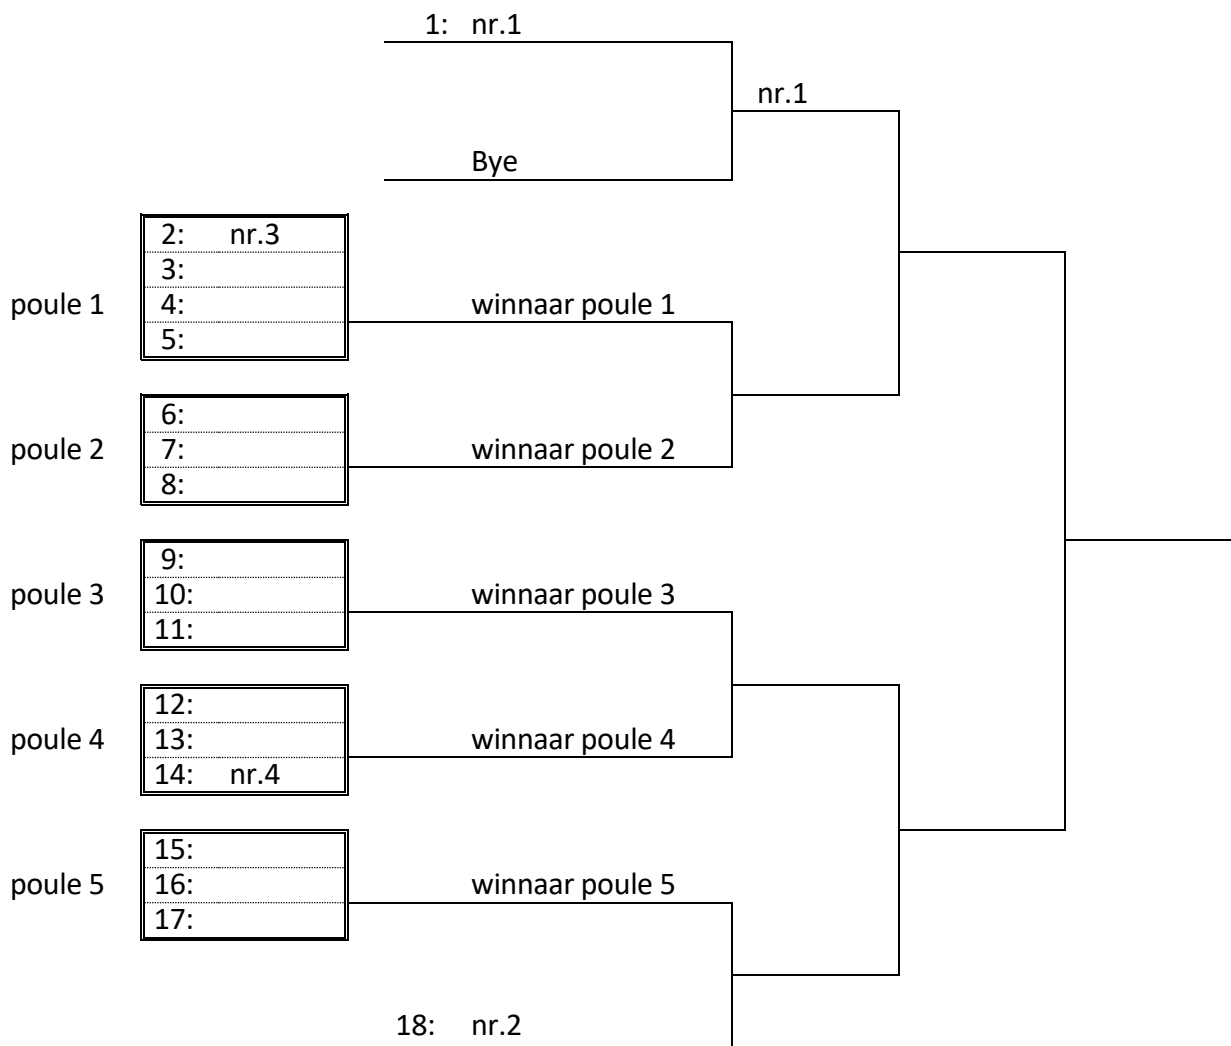 1: nr.1
nr.1
Bye
2: nr.3
3:
poule 1 4: winnaar poule 1
5:
6:
poule 2 7: winnaar poule 2
8:
9:
poule 3 10: winnaar poule 3
11:
12:
poule 4 13: winnaar poule 4
14: nr.4
15:
poule 5 16: winnaar poule 5
17:
18: nr.2